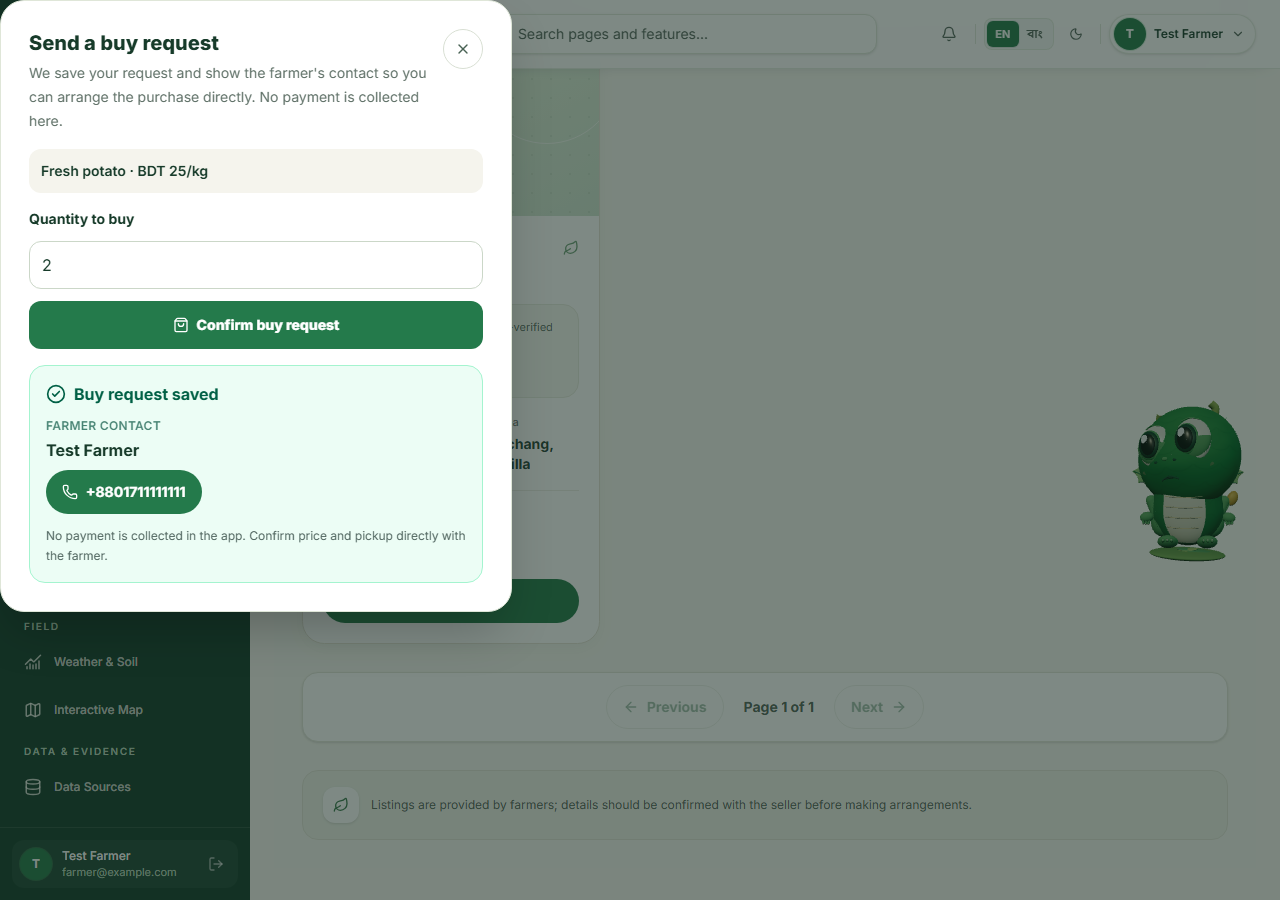 Send a buy request
We save your request and show the farmer's contact so you
can arrange the purchase directly. No payment is collected
here.
Fresh potato · BDT 25/kg
Quantity to buy
2
Confirm buy request
Buy request saved
FARMER CONTACT
Test Farmer
+8801711111111
No payment is collected in the app. Confirm price and pickup directly with
the farmer.
Search pages and features...
EN
বাং
T
Test Farmer
verified
chang,
illa
Previous
Page 1 of 1
Next
Listings are provided by farmers; details should be confirmed with the seller before making arrangements.
FIELD
Weather & Soil
Interactive Map
DATA & EVIDENCE
Data Sources
T
Test Farmer
farmer@example.com